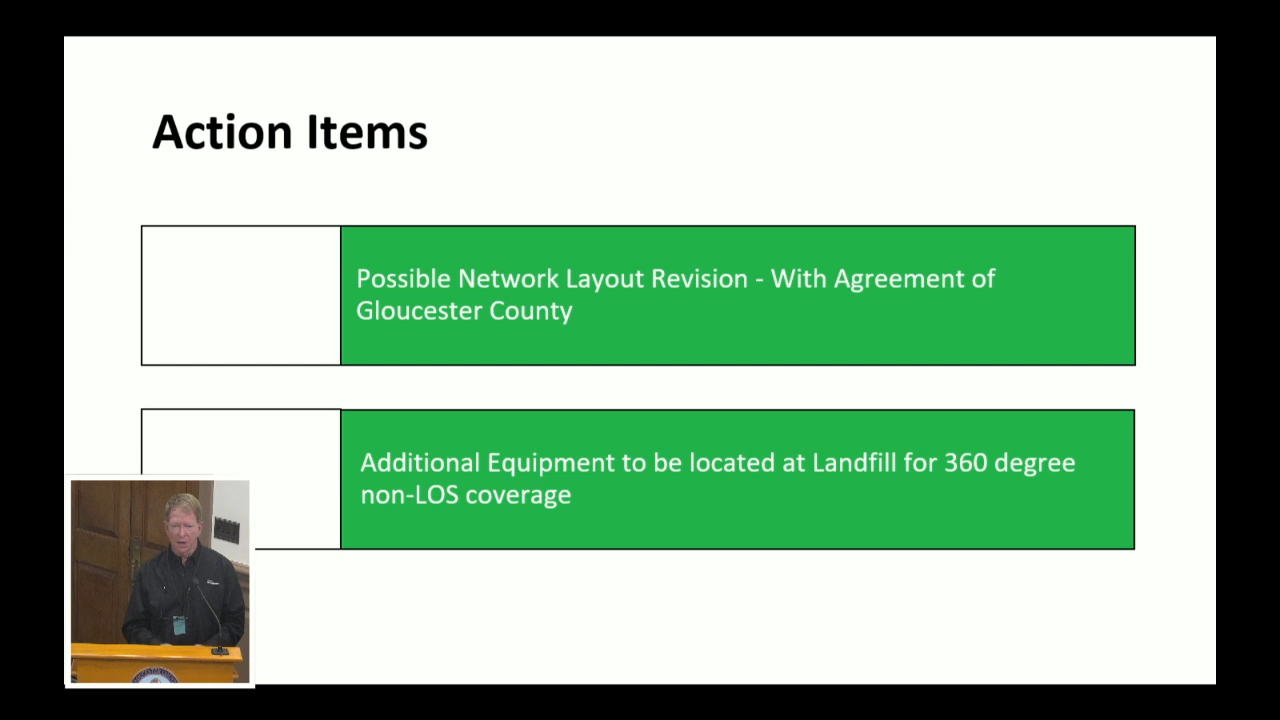 Action Items
Possible Network Layout Revision - With Agreement of
Gloucester County
Additional Equipment to be located at Landfill for 360 degree
non-LOS coverage